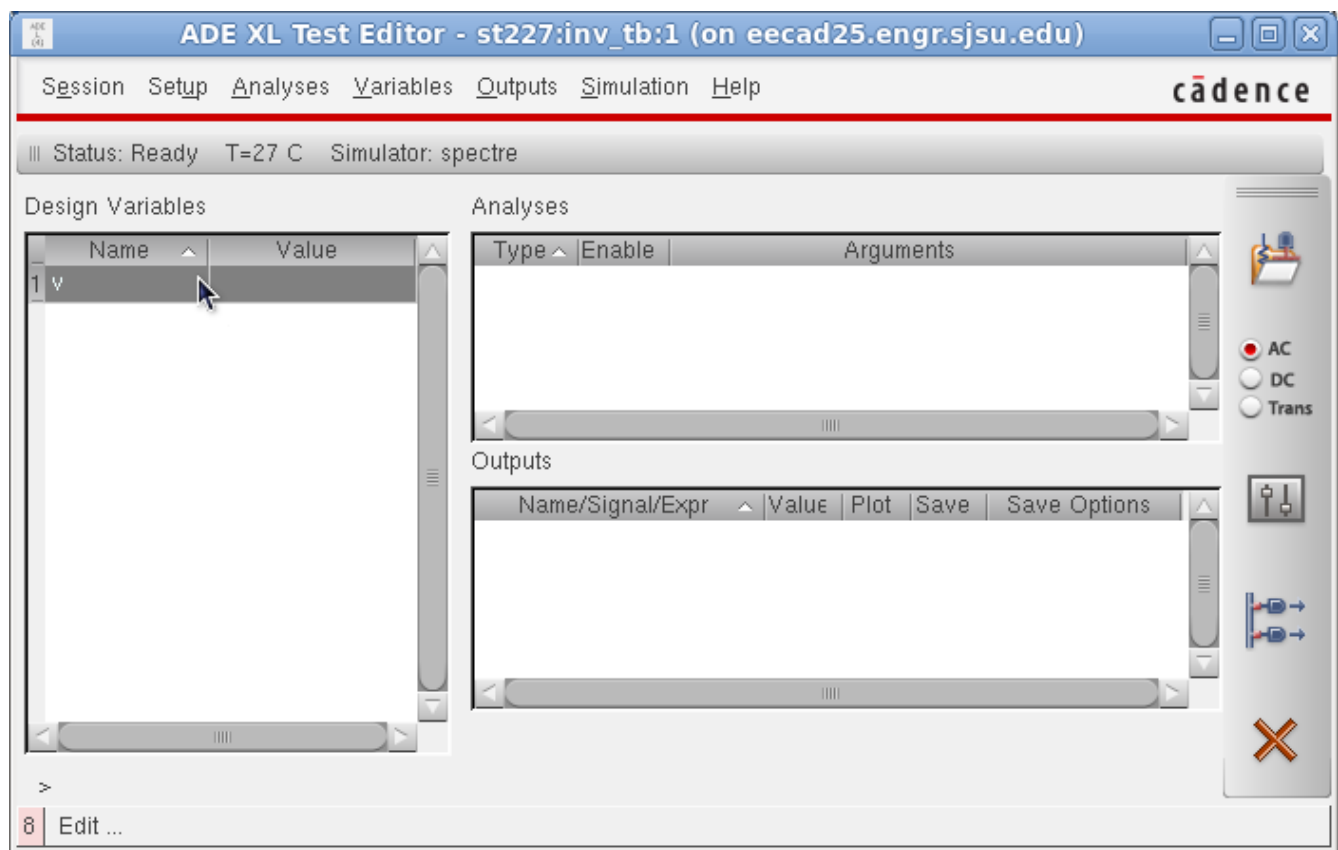 ADE XL Test Editor - st227:inv_tb:1 (on eecad25.engr.sjsu.edu)
Session Setup Analyses Variables Outputs Simulation Help cādence
Status: Ready T=27 C Simulator: spectre
Design Variables
Name Value
1 v
Analyses
Type Enable Arguments
AC
DC
Trans
Outputs
Name/Signal/Expr Value Plot Save Save Options
>
8 Edit ...